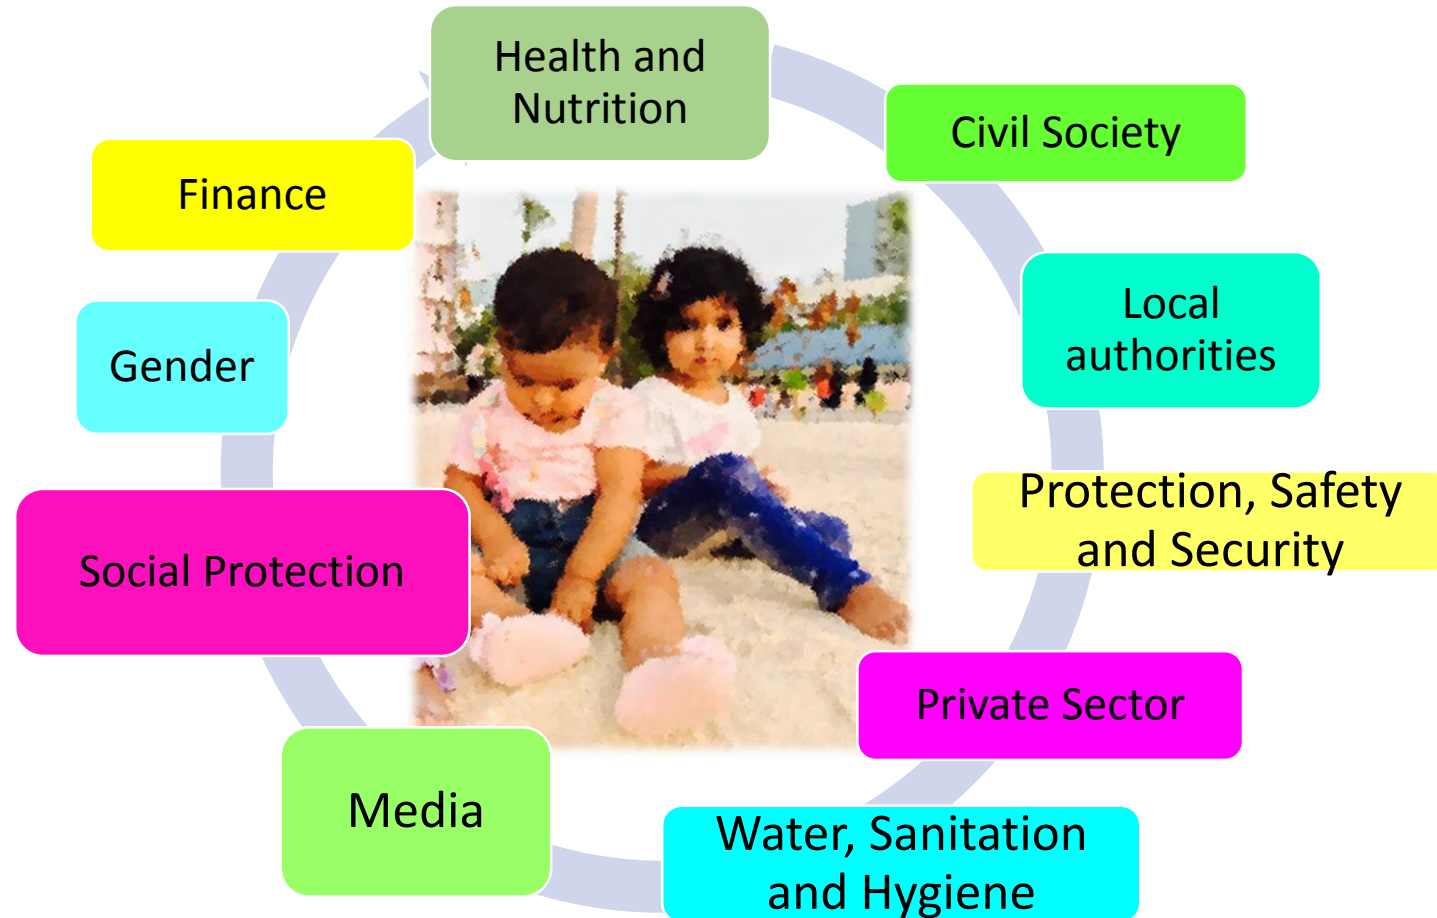 Health and
Nutrition
Civil Society
Local
authorities
Protection, Safety
and Security
Private Sector
Water, Sanitation
and Hygiene
Media
Social Protection
Gender
Finance